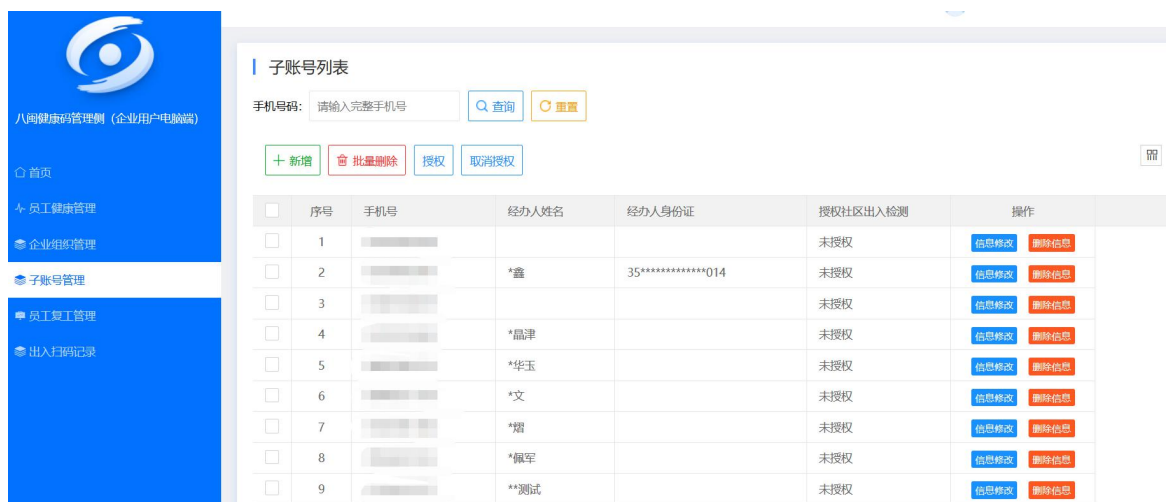 八闽健康码管理侧（企业用户电脑端）
首页
员工健康管理
企业组织管理
子账号管理
员工复工管理
出入扫码记录
子账号列表
手机号码： 请输入完整手机号 查询 重置
新增 批量删除 授权 取消授权
序号 手机号 经办人姓名 经办人身份证 授权社区出入检测 操作
1 未授权 信息修改 删除信息
2 *鑫 35*************014 未授权 信息修改 删除信息
3 未授权 信息修改 删除信息
4 *晶津 未授权 信息修改 删除信息
5 *华玉 未授权 信息修改 删除信息
6 *文 未授权 信息修改 删除信息
7 *熠 未授权 信息修改 删除信息
8 *佩军 未授权 信息修改 删除信息
9 **测试 未授权 信息修改 删除信息